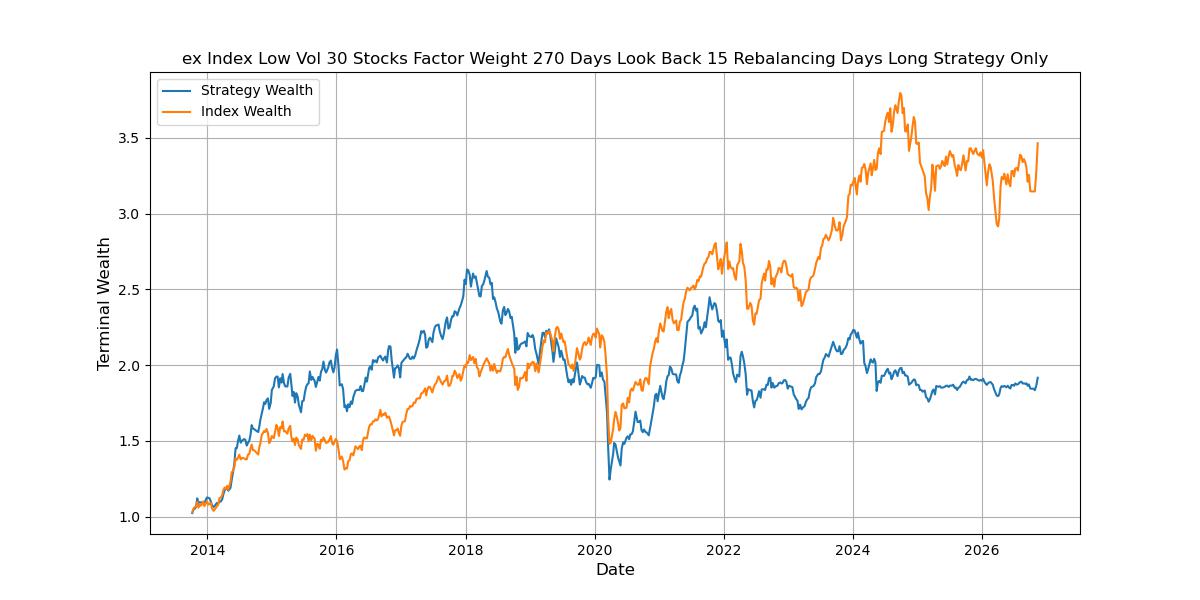 ex Index Low Vol 30 Stocks Factor Weight 270 Days Look Back 15 Rebalancing Days Long Strategy Only
Strategy Wealth
Index Wealth
Terminal Wealth
3.5
3.0
2.5
2.0
1.5
1.0
2014 2016 2018 2020 2022 2024 2026
Date